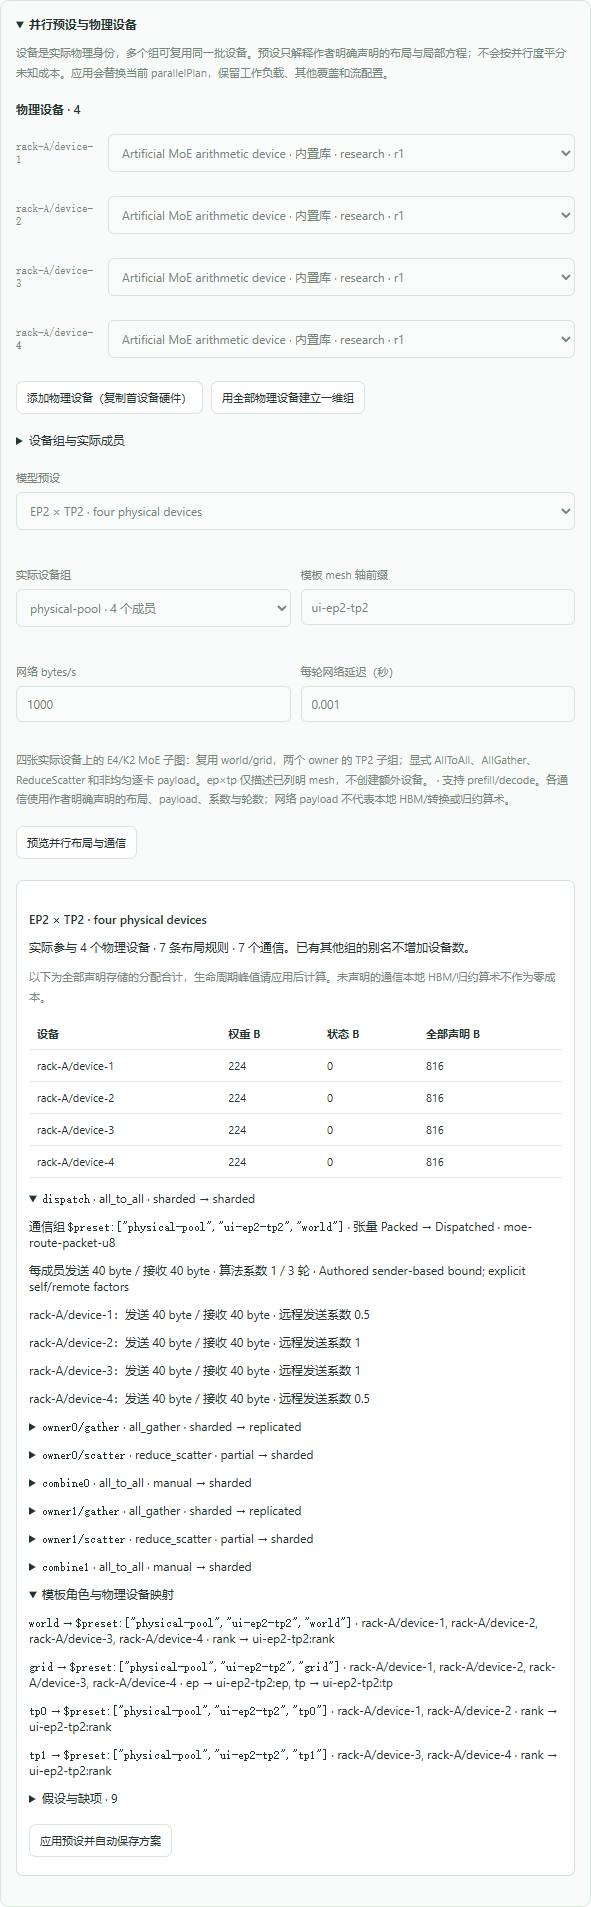 ▼ 并行预设与物理设备
设备是实际物理身份，多个组可复用同一批设备。预设只解释作者明确声明的布局与局部方程；不会按并行度平分
未知成本。应用会替换当前 parallelPlan，保留工作负载、其他覆盖和流配置。
物理设备 · 4
rack-A/device-
1
Artificial MoE arithmetic device · 内置库 · research · r1
rack-A/device-
2
Artificial MoE arithmetic device · 内置库 · research · r1
rack-A/device-
3
Artificial MoE arithmetic device · 内置库 · research · r1
rack-A/device-
4
Artificial MoE arithmetic device · 内置库 · research · r1
添加物理设备（复制首设备硬件） 用全部物理设备建立一维组
▶ 设备组与实际成员
模型预设
EP2 × TP2 · four physical devices
实际设备组 模板 mesh 轴前缀
physical-pool · 4 个成员 ui-ep2-tp2
网络 bytes/s 每轮网络延迟（秒）
1000 0.001
四张实际设备上的 E4/K2 MoE 子图：复用 world/grid，两个 owner 的 TP2 子组；显式 AllToAll、AllGather、
ReduceScatter 和非均匀逐卡 payload。ep×tp 仅描述已列明 mesh，不创建额外设备。 · 支持 prefill/decode。各通
信使用作者明确声明的布局、payload、系数与轮数；网络 payload 不代表本地 HBM/转换或归约算术。
预览并行布局与通信
EP2 × TP2 · four physical devices
实际参与 4 个物理设备 · 7 条布局规则 · 7 个通信。已有其他组的别名不增加设备数。
以下为全部声明存储的分配合计，生命周期峰值请应用后计算。未声明的通信本地 HBM/归约算术不作为零成
本。
设备 权重 B 状态 B 全部声明 B
rack-A/device-1 224 0 816
rack-A/device-2 224 0 816
rack-A/device-3 224 0 816
rack-A/device-4 224 0 816
▼ dispatch · all_to_all · sharded → sharded
通信组 $preset:["physical-pool","ui-ep2-tp2","world"] · 张量 Packed → Dispatched · moe-
route-packet-u8
每成员发送 40 byte / 接收 40 byte · 算法系数 1 / 3 轮 · Authored sender-based bound; explicit
self/remote factors
rack-A/device-1：发送 40 byte / 接收 40 byte · 远程发送系数 0.5
rack-A/device-2：发送 40 byte / 接收 40 byte · 远程发送系数 1
rack-A/device-3：发送 40 byte / 接收 40 byte · 远程发送系数 1
rack-A/device-4：发送 40 byte / 接收 40 byte · 远程发送系数 0.5
▶ owner0/gather · all_gather · sharded → replicated
▶ owner0/scatter · reduce_scatter · partial → sharded
▶ combine0 · all_to_all · manual → sharded
▶ owner1/gather · all_gather · sharded → replicated
▶ owner1/scatter · reduce_scatter · partial → sharded
▶ combine1 · all_to_all · manual → sharded
▼ 模板角色与物理设备映射
world → $preset:["physical-pool","ui-ep2-tp2","world"] · rack-A/device-1, rack-A/device-2,
rack-A/device-3, rack-A/device-4 · rank → ui-ep2-tp2:rank
grid → $preset:["physical-pool","ui-ep2-tp2","grid"] · rack-A/device-1, rack-A/device-2, rack-
A/device-3, rack-A/device-4 · ep → ui-ep2-tp2:ep, tp → ui-ep2-tp2:tp
tp0 → $preset:["physical-pool","ui-ep2-tp2","tp0"] · rack-A/device-1, rack-A/device-2 · rank →
ui-ep2-tp2:rank
tp1 → $preset:["physical-pool","ui-ep2-tp2","tp1"] · rack-A/device-3, rack-A/device-4 · rank →
ui-ep2-tp2:rank
▶ 假设与缺项 · 9
应用预设并自动保存方案